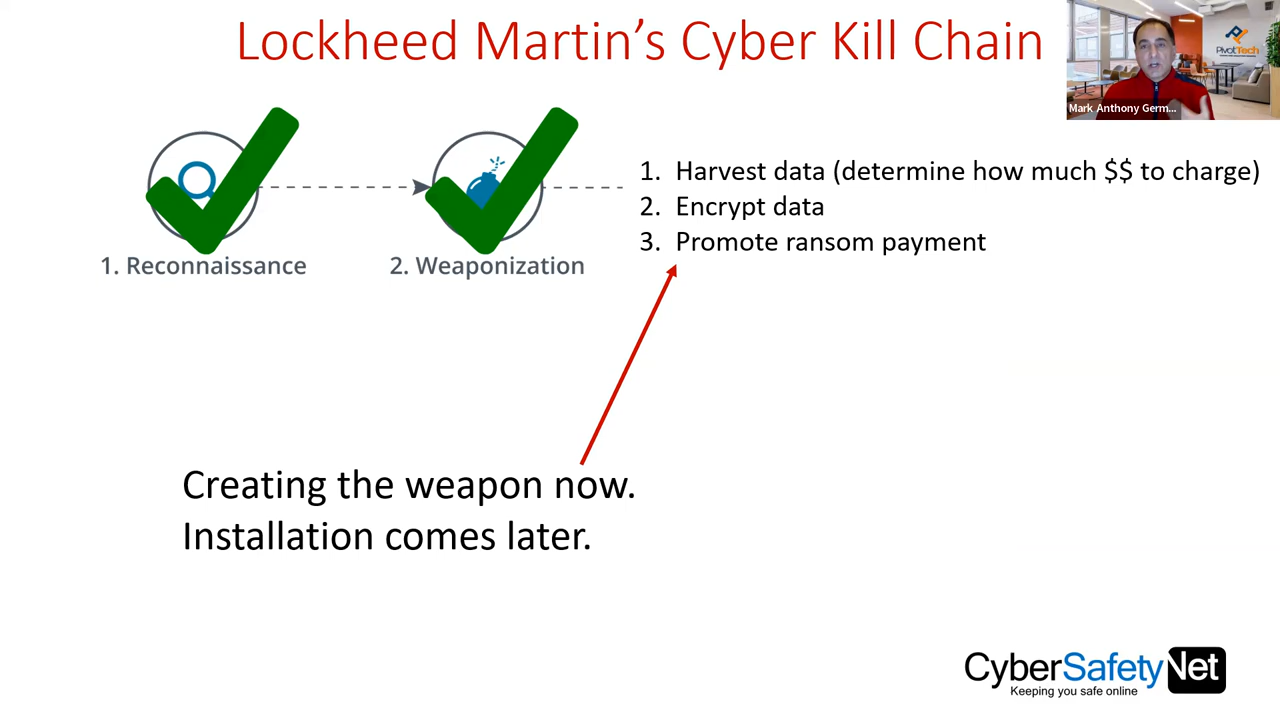 Lockheed Martin's Cyber Kill Chain
PivotTech
Mark Anthony Germ...
1. Harvest data (determine how much $$ to charge)
2. Encrypt data
3. Promote ransom payment
1. Reconnaissance
2. Weaponization
Creating the weapon now.
Installation comes later.
CyberSafetyNet
Keeping you safe online